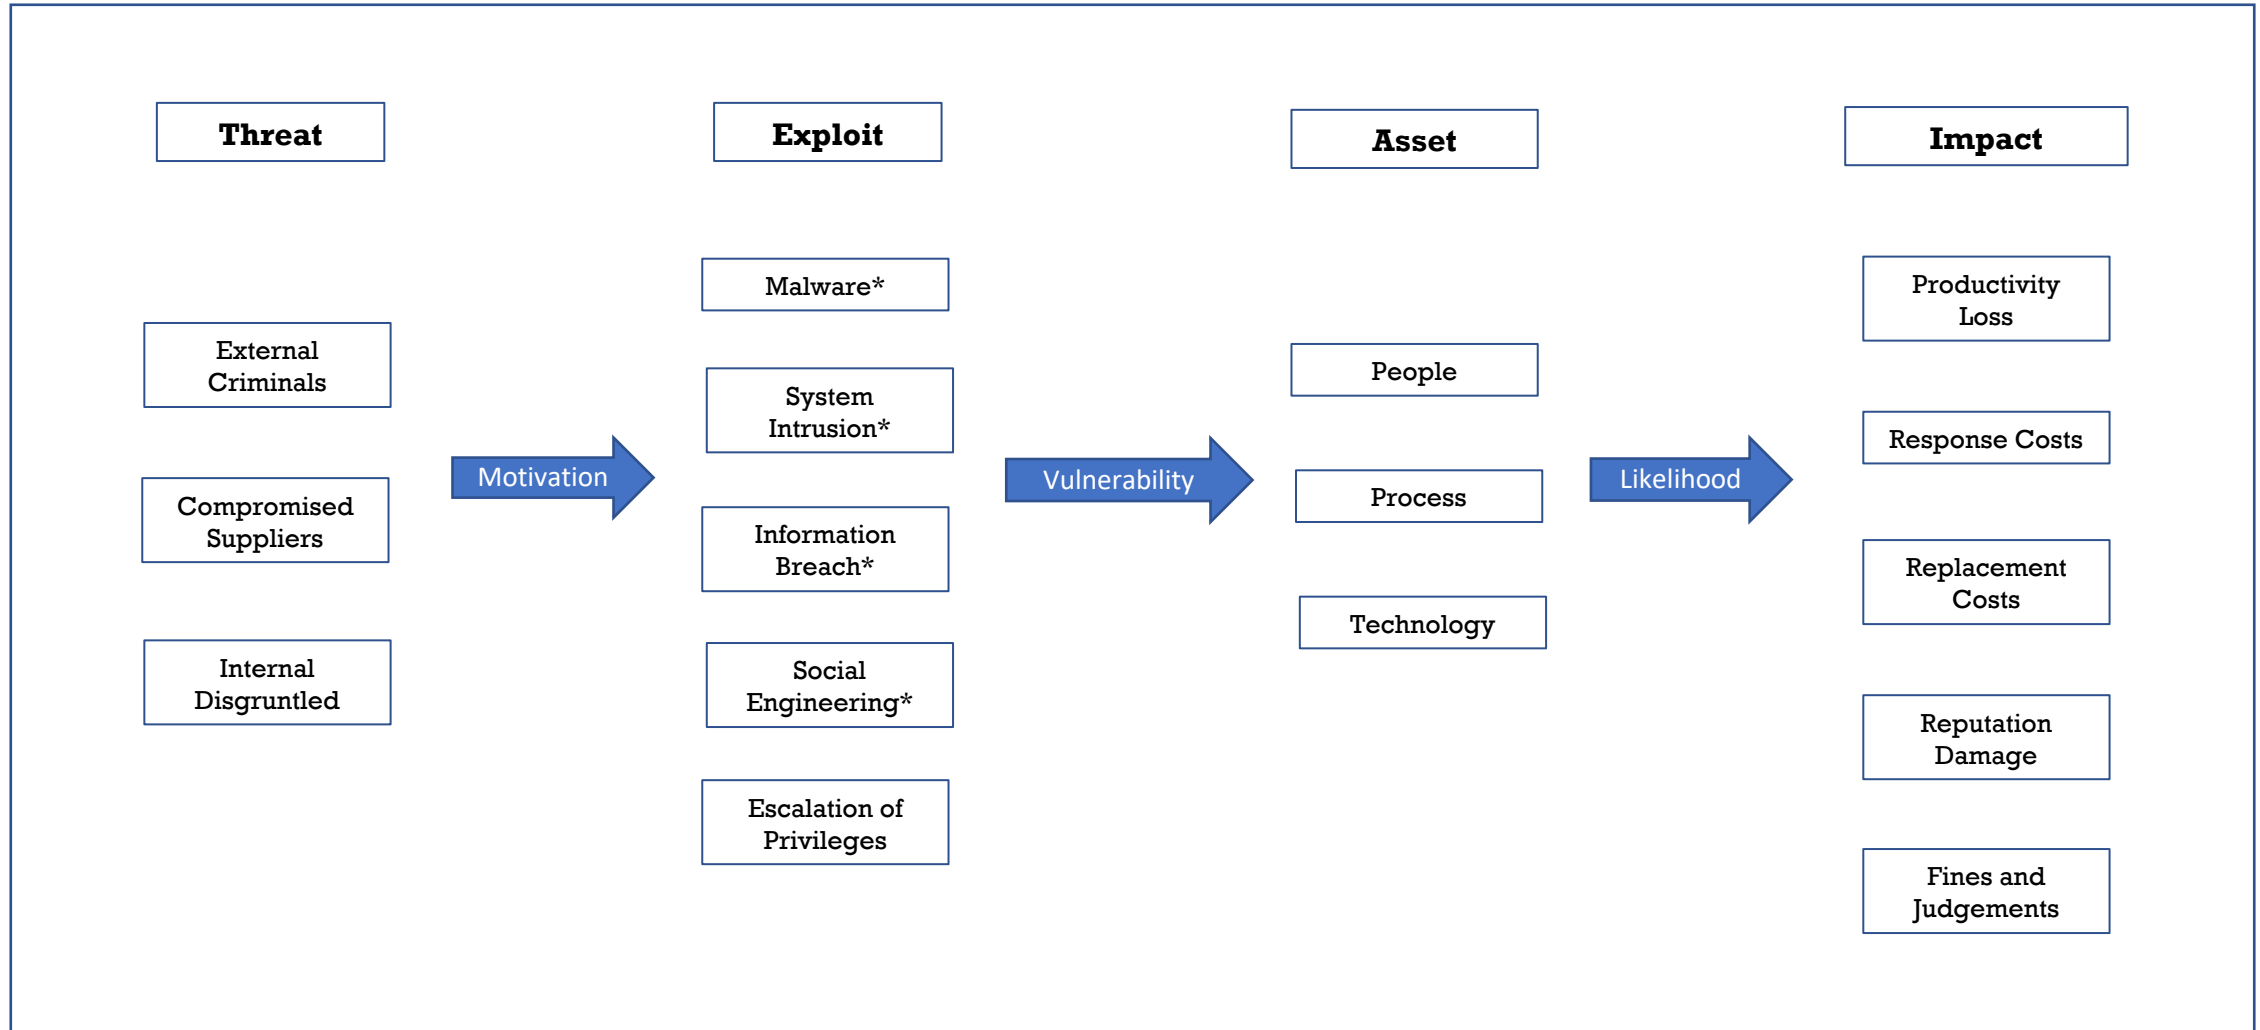 Threat
Exploit
Asset
Impact
External
Criminals
Compromised
Suppliers
Internal
Disgruntled
Motivation
Malware*
System
Intrusion*
Information
Breach*
Social
Engineering*
Escalation of
Privileges
Vulnerability
People
Process
Technology
Likelihood
Productivity
Loss
Response Costs
Replacement
Costs
Reputation
Damage
Fines and
Judgements